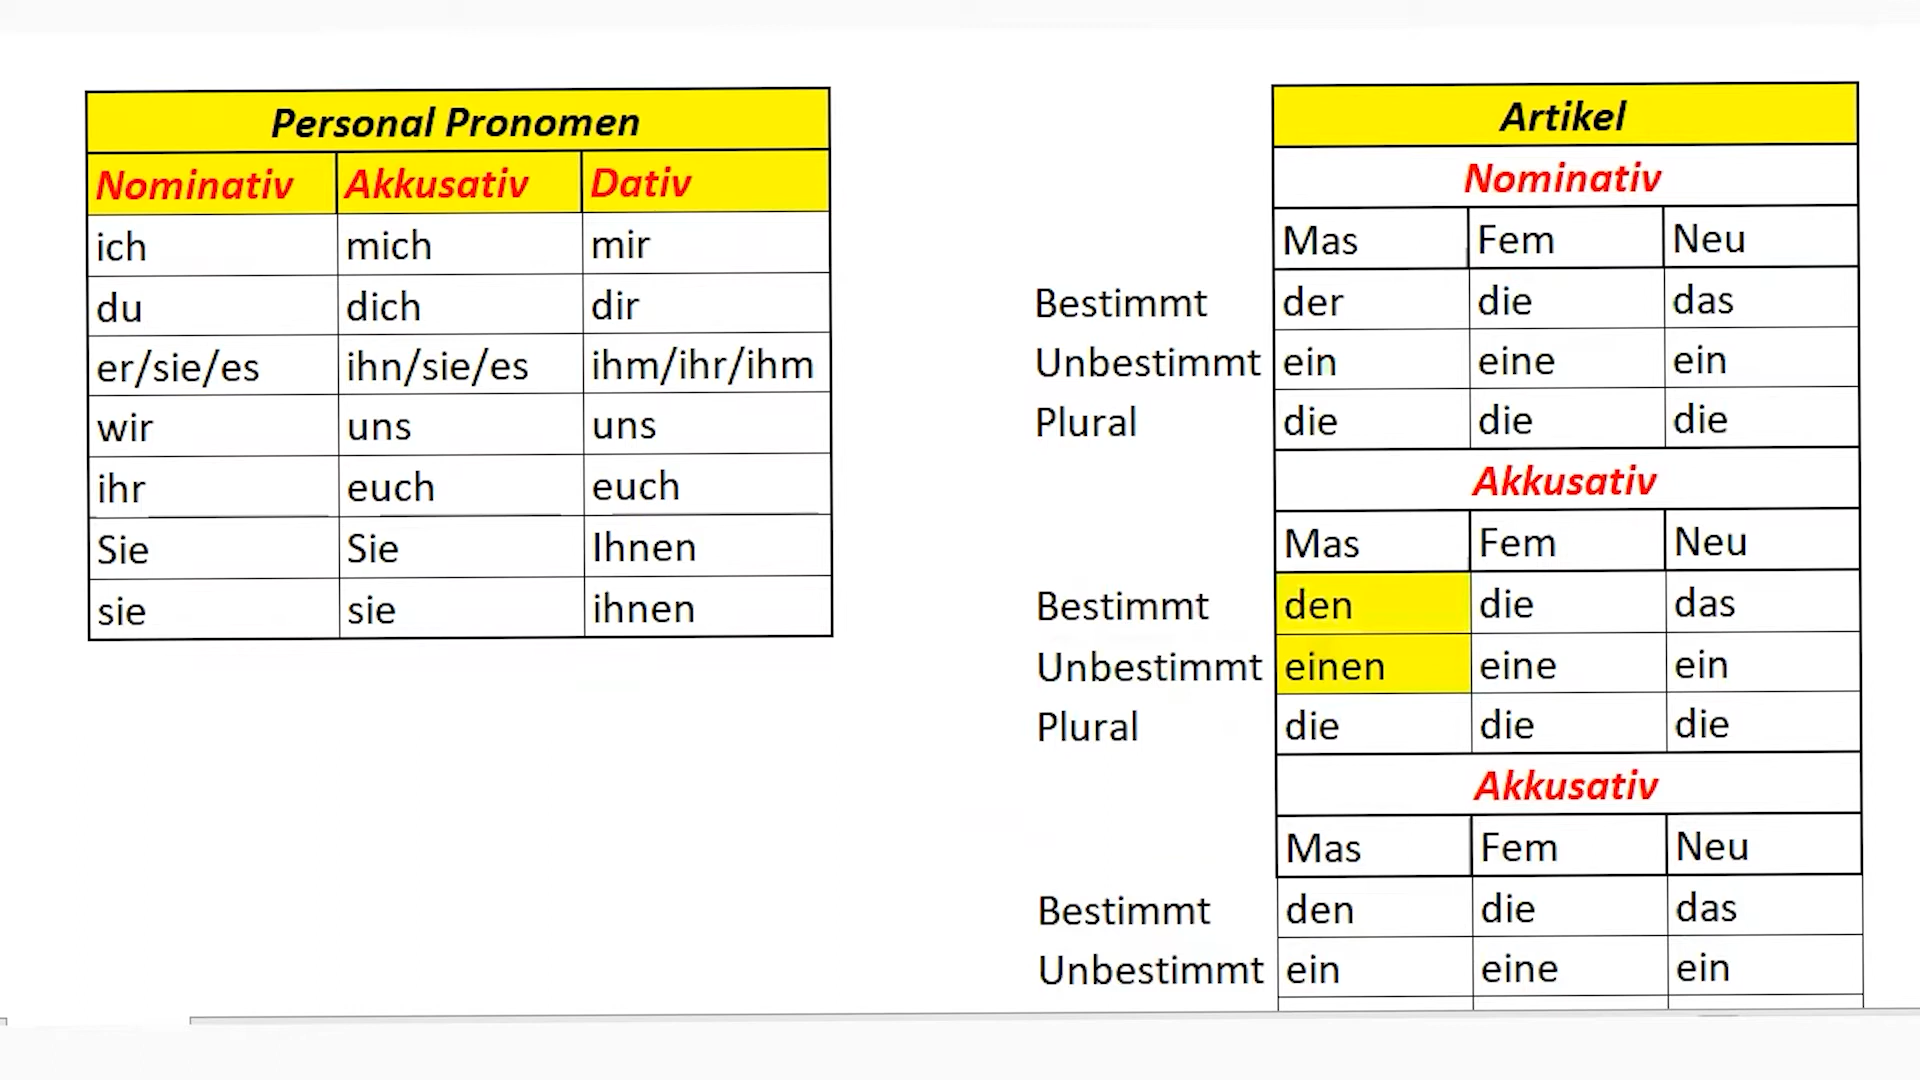 Personal Pronomen
Nominativ Akkusativ Dativ
ich mich mir
du dich dir
er/sie/es ihn/sie/es ihm/ihr/ihm
wir uns uns
ihr euch euch
Sie Sie Ihnen
sie sie ihnen
Artikel
Nominativ
Mas Fem Neu
Bestimmt der die das
Unbestimmt ein eine ein
Plural die die die
Akkusativ
Mas Fem Neu
Bestimmt den die das
Unbestimmt einen eine ein
Plural die die die
Akkusativ
Mas Fem Neu
Bestimmt den die das
Unbestimmt ein eine ein